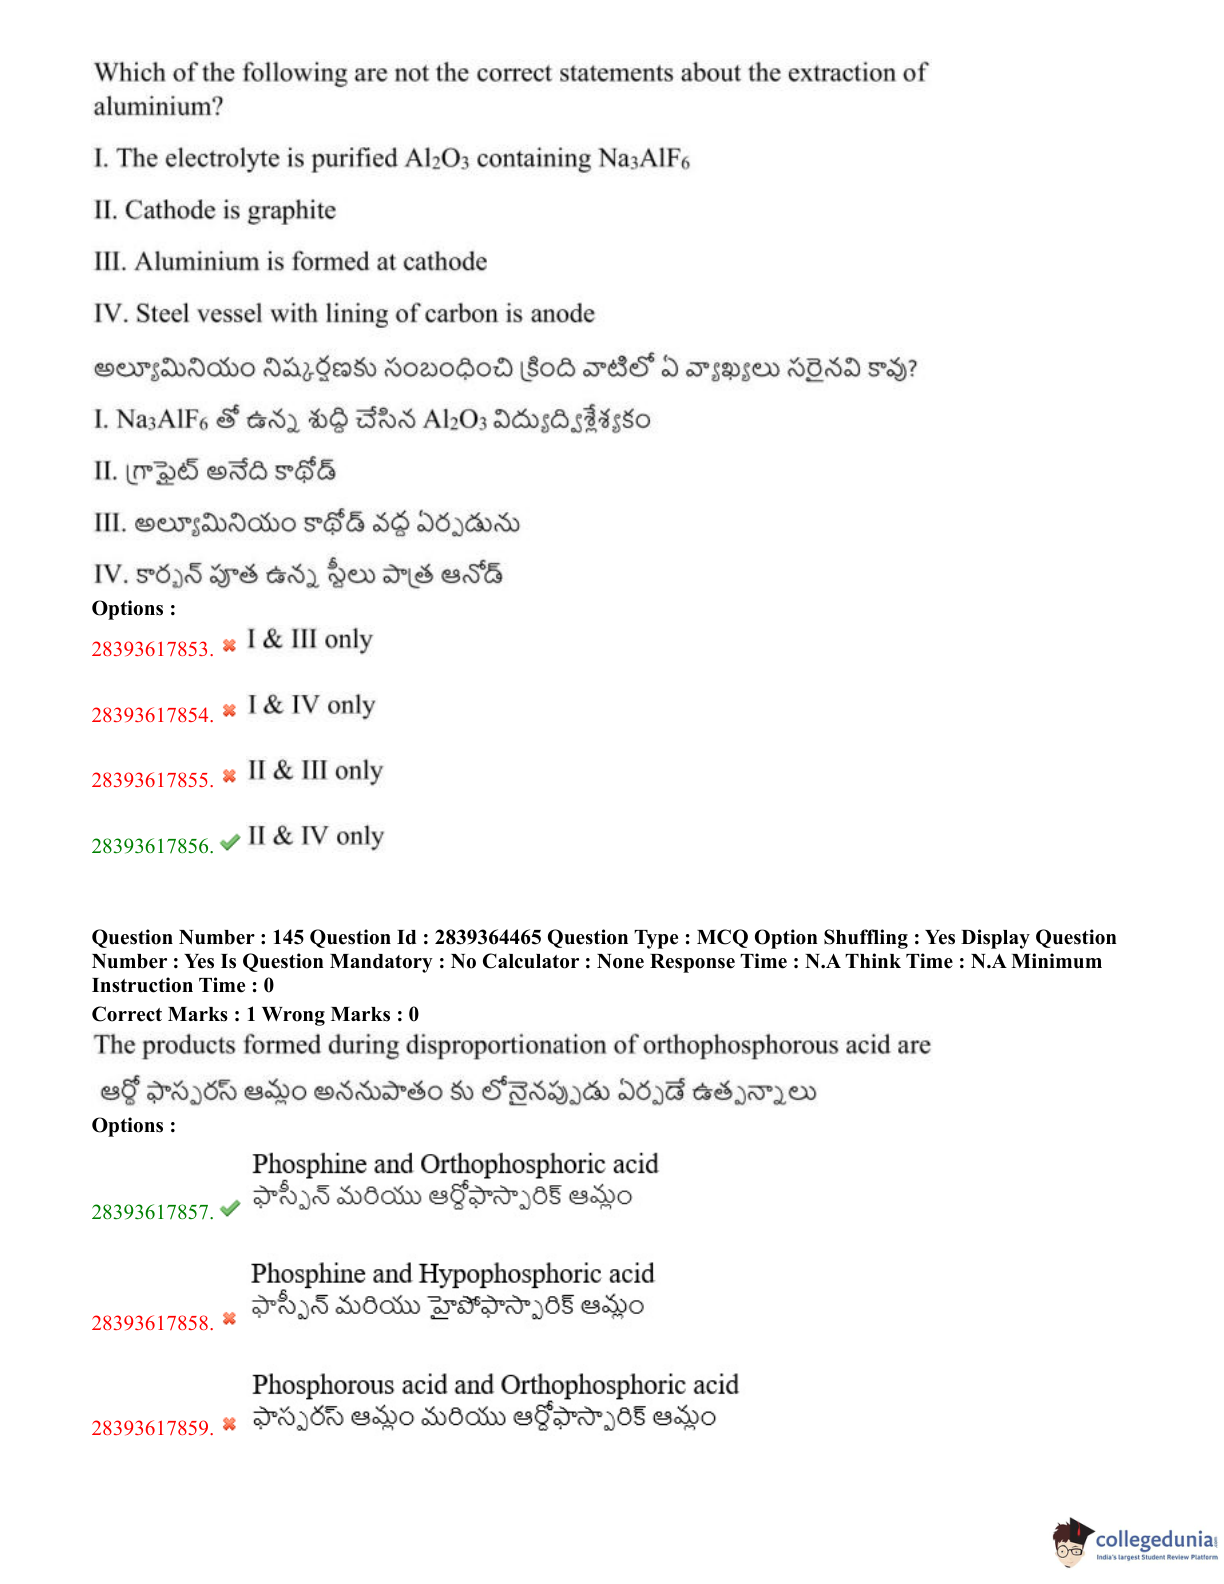 Which of the following are not the correct statements about the extraction of
aluminium?
I. The electrolyte is purified Al₂O₃ containing Na₃AlF₆
II. Cathode is graphite
III. Aluminium is formed at cathode
IV. Steel vessel with lining of carbon is anode
అల్యూమినియం నిష్కర్షణకు సంబంధించి క్రింది వాటిలో ఏ వ్యాఖ్యలు సరైనవి కావు?
I. Na₃AlF₆ తో ఉన్న శుద్ధి చేసిన Al₂O₃ విద్యుద్విశ్లేశ్యకం
II. గ్రాఫైట్ అనేది కాథోడ్
III. అల్యూమినియం కాథోడ్ వద్ద ఏర్పడును
IV. కార్బన్ పూత ఉన్న స్టీలు పాత్ర ఆనోడ్
Options :
28393617853. I & III only
28393617854. I & IV only
28393617855. II & III only
28393617856. II & IV only
Question Number : 145 Question Id : 2839364465 Question Type : MCQ Option Shuffling : Yes Display Question
Number : Yes Is Question Mandatory : No Calculator : None Response Time : N.A Think Time : N.A Minimum
Instruction Time : 0
Correct Marks : 1 Wrong Marks : 0
The products formed during disproportionation of orthophosphorous acid are
ఆర్థో ఫాస్ఫరస్ ఆమ్లం అననుపాతం కు లోనైనప్పుడు ఏర్పడే ఉత్పన్నాలు
Options :
Phosphine and Orthophosphoric acid
28393617857. ఫాస్ఫీన్ మరియు ఆర్థోఫాస్ఫారిక్ ఆమ్లం
Phosphine and Hypophosphoric acid
28393617858. ఫాస్ఫీన్ మరియు హైపోఫాస్ఫారిక్ ఆమ్లం
Phosphorous acid and Orthophosphoric acid
28393617859. ఫాస్ఫరస్ ఆమ్లం మరియు ఆర్థోఫాస్ఫారిక్ ఆమ్లం
collegedunia
India's largest Student Review Platform